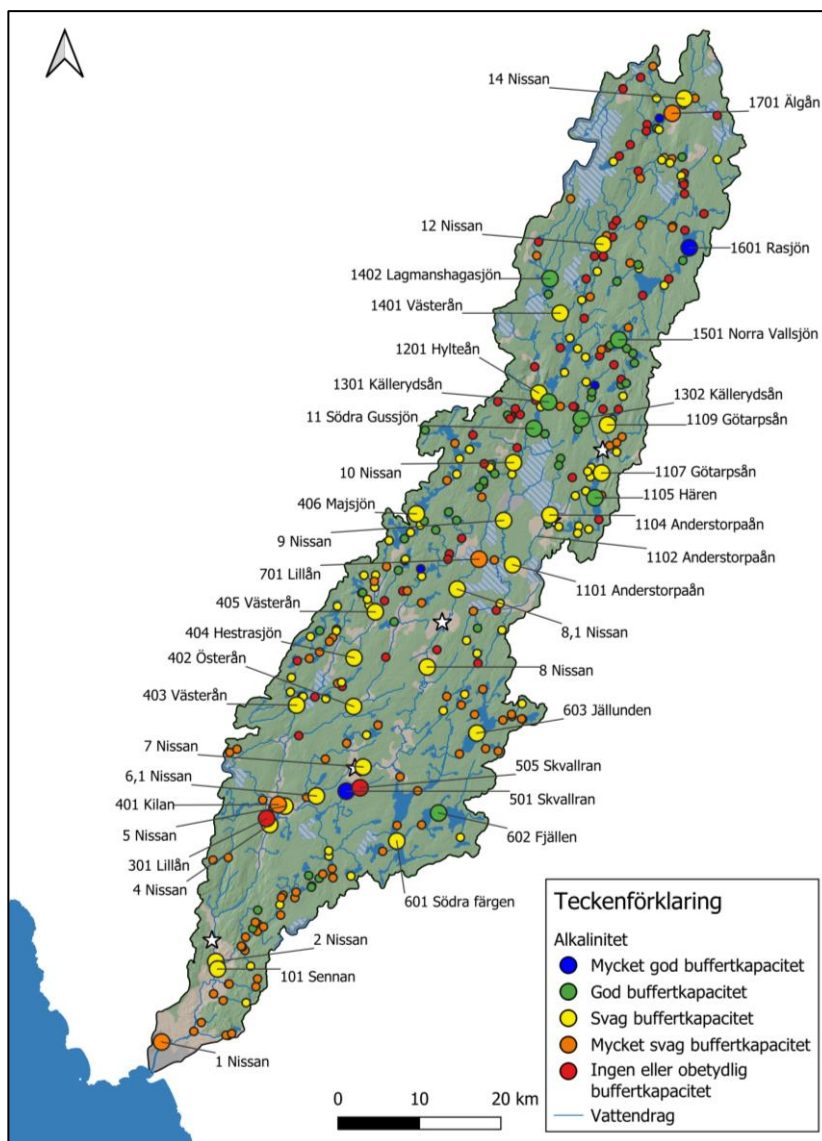 14 Nissan
1701 Älgån
12 Nissan
1601 Rasjön
1402 Lagmanshagasjön
1401 Västerån
1501 Norra Vallsjön
1201 Hylteån
1301 Källerydsån
1302 Källerydsån
11 Södra Gussjön
1109 Götarpsån
10 Nissan
1107 Götarpsån
406 Majsjön
1105 Hären
9 Nissan
1104 Anderstorpaån
1102 Anderstorpaån
701 Lillån
1101 Anderstorpaån
405 Västerån
8,1 Nissan
404 Hestrasjön
402 Österån
8 Nissan
403 Västerån
603 Jällunden
7 Nissan
505 Skvallran
6,1 Nissan
501 Skvallran
401 Kilan
5 Nissan
602 Fjällen
301 Lillån
4 Nissan
601 Södra färgen
2 Nissan
101 Sennan
1 Nissan
Teckenförklaring
Alkalinitet
Mycket god buffertkapacitet
God buffertkapacitet
Svag buffertkapacitet
Mycket svag buffertkapacitet
Ingen eller obetydlig
buffertkapacitet
Vattendrag
0 10 20 km